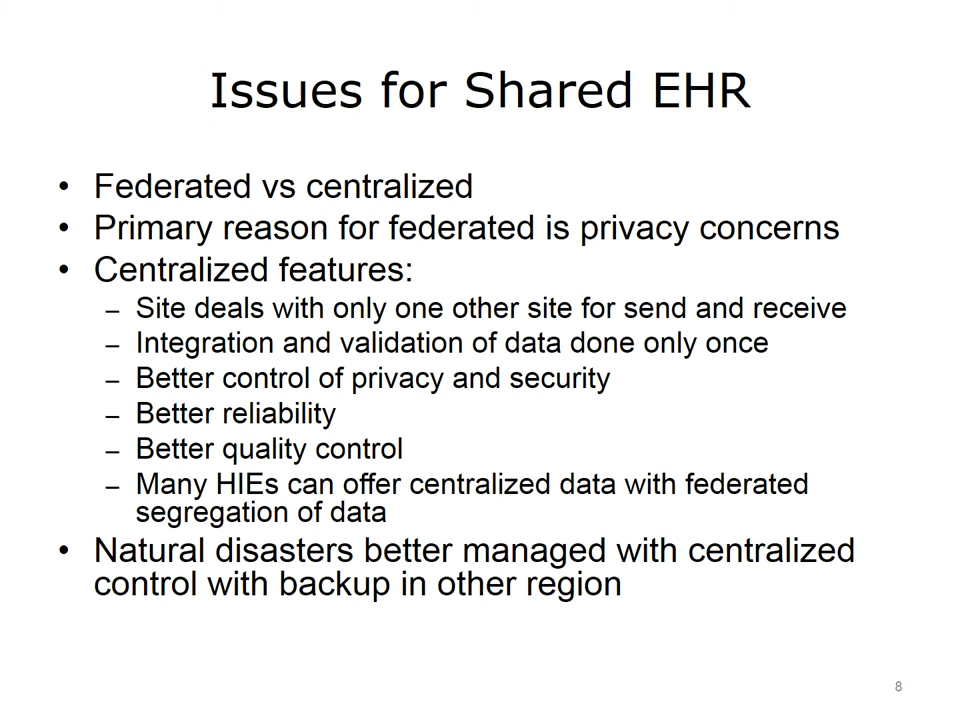 Issues for Shared EHR
• Federated vs centralized
• Primary reason for federated is privacy concerns
• Centralized features:
– Site deals with only one other site for send and receive
– Integration and validation of data done only once
– Better control of privacy and security
– Better reliability
– Better quality control
– Many HIEs can offer centralized data with federated
segregation of data
• Natural disasters better managed with centralized
control with backup in other region
8